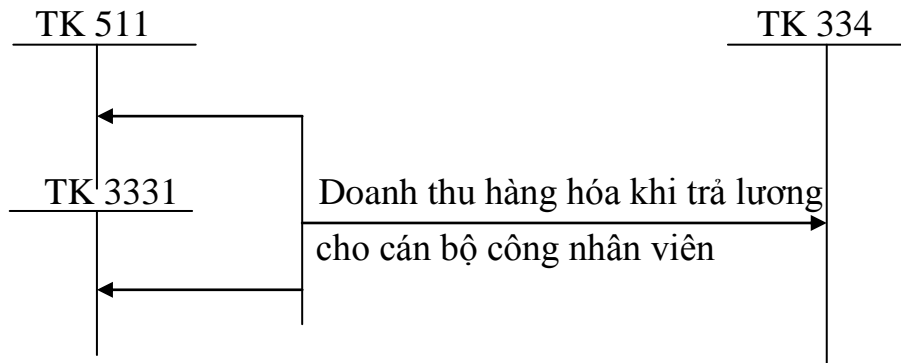 TK 511
TK 334
TK 3331
Doanh thu hàng hóa khi trả lương
cho cán bộ công nhân viên